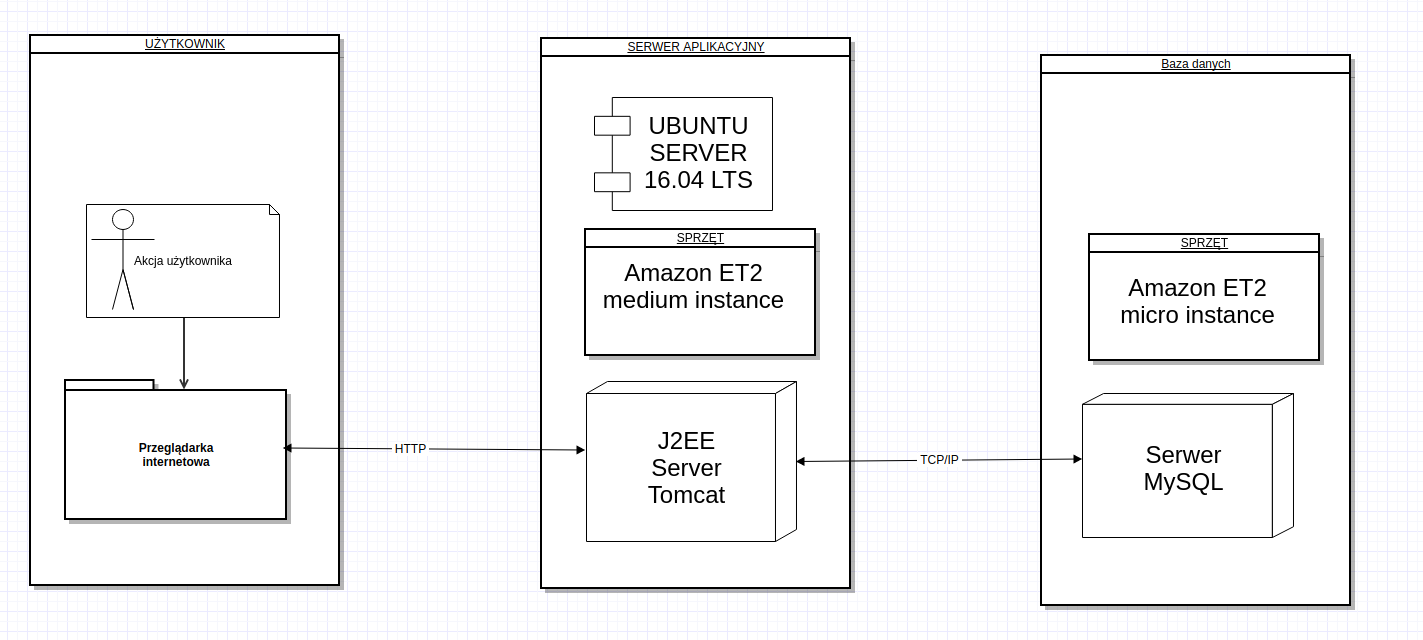 UŻYTKOWNIK
Akcja użytkownika
Przeglądarka
internetowa
HTTP
SERWER APLIKACYJNY
UBUNTU
SERVER
16.04 LTS
SPRZĘT
Amazon ET2
medium instance
J2EE
Server
Tomcat
TCP/IP
Baza danych
SPRZĘT
Amazon ET2
micro instance
Serwer
MySQL